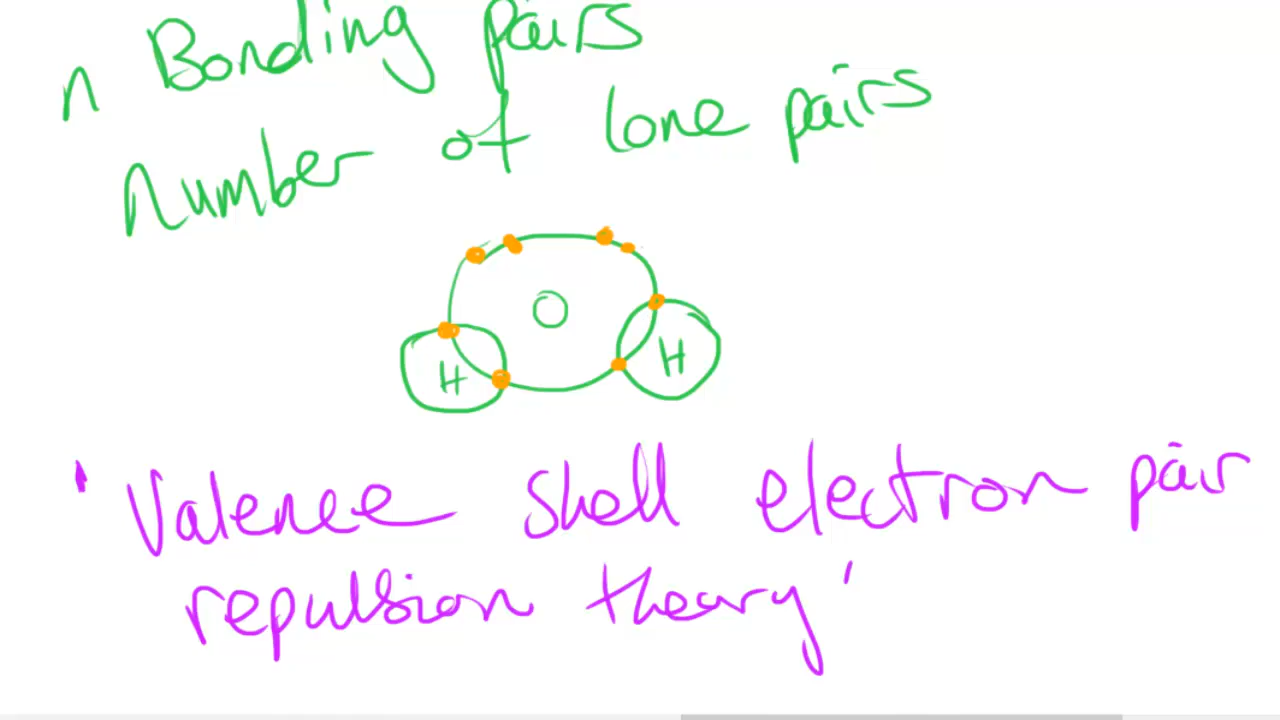 n Bonding pairs
Number of lone pairs
O
H H
'Valence shell electron pair
repulsion theory'